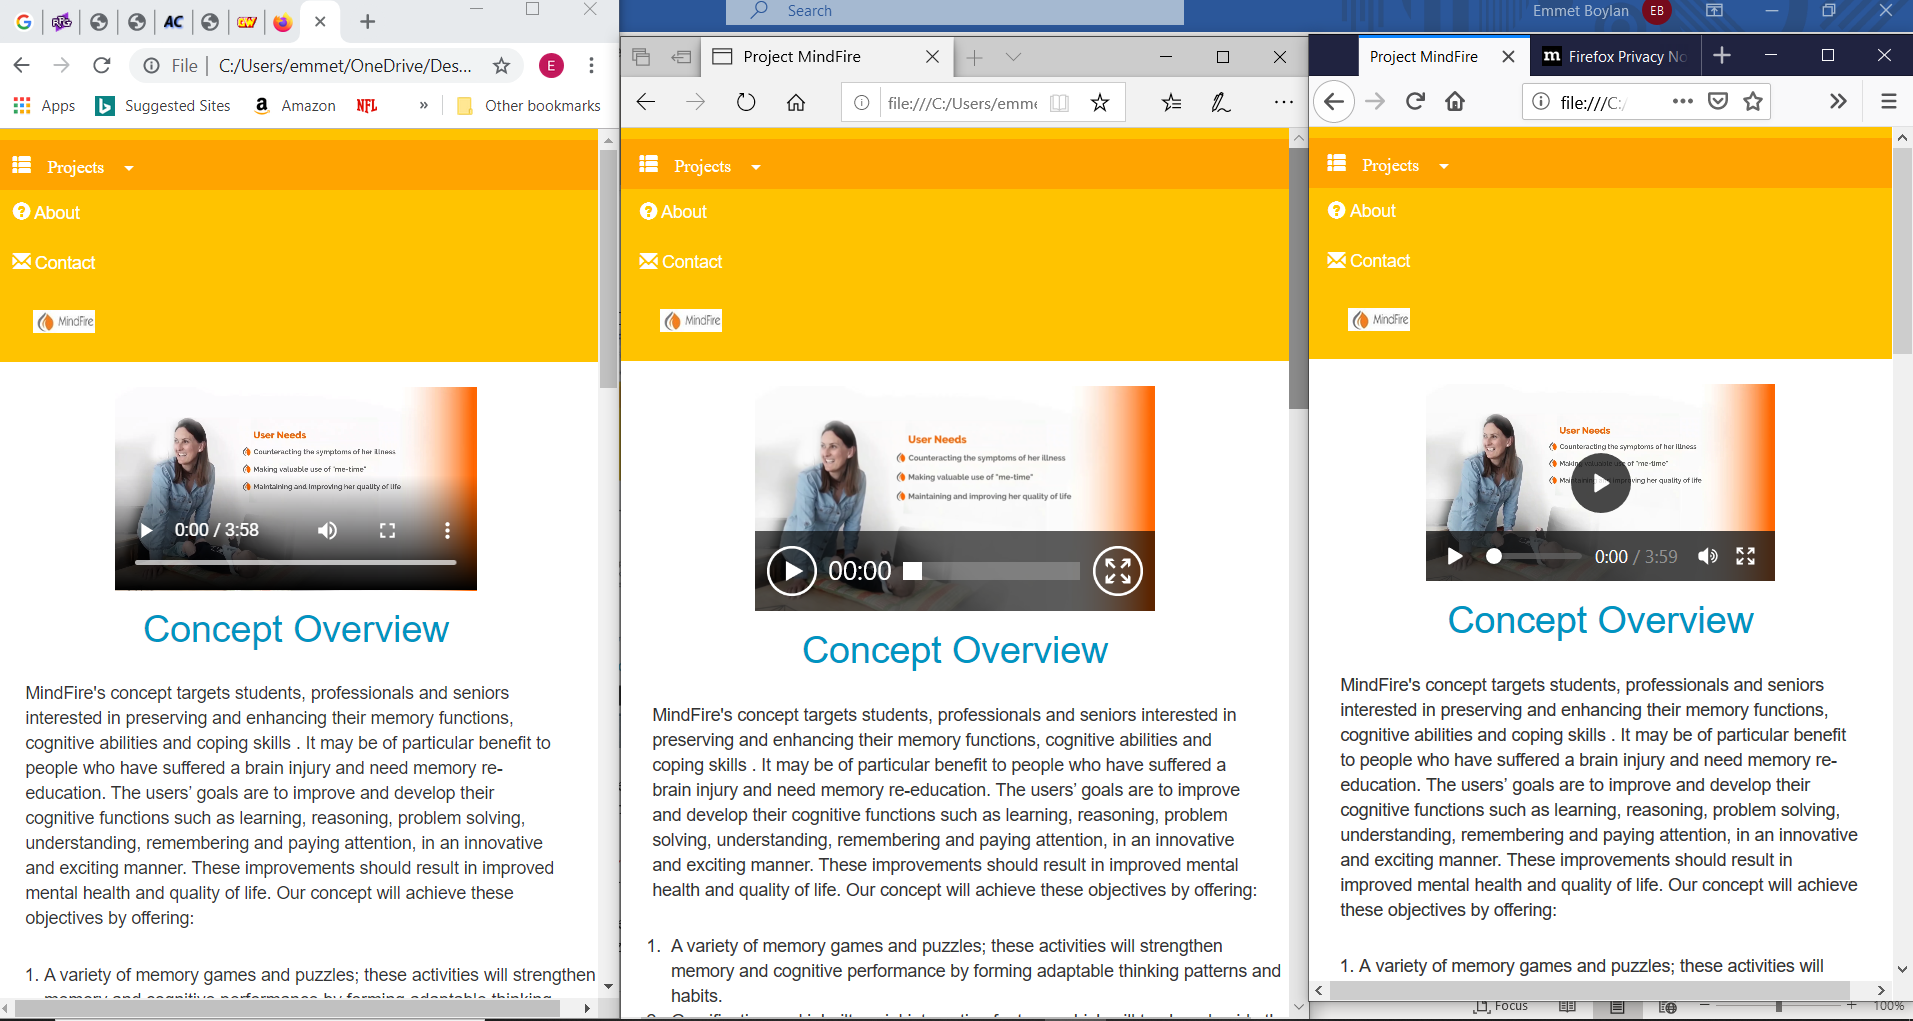 Search
Emmet Boylan
EB
RTG
AC
GW
File
C:/Users/emmet/OneDrive/Des...
E
Apps
Suggested Sites
a
Amazon
NFL
»
Other bookmarks
Projects
About
Contact
MindFire
User Needs
Counteracting the symptoms of her illness
Making valuable use of "me-time"
Maintaining and improving her quality of life
0:00 / 3:58
Concept Overview
MindFire's concept targets students, professionals and seniors
interested in preserving and enhancing their memory functions,
cognitive abilities and coping skills . It may be of particular benefit to
people who have suffered a brain injury and need memory re-
education. The users’ goals are to improve and develop their
cognitive functions such as learning, reasoning, problem solving,
understanding, remembering and paying attention, in an innovative
and exciting manner. These improvements should result in improved
mental health and quality of life. Our concept will achieve these
objectives by offering:
1. A variety of memory games and puzzles; these activities will strengthen
memory and cognitive performance by forming adaptable thinking
Project MindFire
file:///C:/Users/emme
Projects
About
Contact
MindFire
User Needs
Counteracting the symptoms of her illness
Making valuable use of "me-time"
Maintaining and improving her quality of life
00:00
Concept Overview
MindFire's concept targets students, professionals and seniors interested in
preserving and enhancing their memory functions, cognitive abilities and
coping skills . It may be of particular benefit to people who have suffered a
brain injury and need memory re-education. The users’ goals are to improve
and develop their cognitive functions such as learning, reasoning, problem
solving, understanding, remembering and paying attention, in an innovative
and exciting manner. These improvements should result in improved mental
health and quality of life. Our concept will achieve these objectives by offering:
1. A variety of memory games and puzzles; these activities will strengthen
memory and cognitive performance by forming adaptable thinking patterns and
habits.
Project MindFire
m
Firefox Privacy No
file:///C:/
Projects
About
Contact
MindFire
User Needs
Counteracting the symptoms of her illness
Making valuable use of "me-time"
Maintaining and improving her quality of life
0:00 / 3:59
Concept Overview
MindFire's concept targets students, professionals and seniors
interested in preserving and enhancing their memory functions,
cognitive abilities and coping skills . It may be of particular benefit
to people who have suffered a brain injury and need memory re-
education. The users’ goals are to improve and develop their
cognitive functions such as learning, reasoning, problem solving,
understanding, remembering and paying attention, in an innovative
and exciting manner. These improvements should result in
improved mental health and quality of life. Our concept will achieve
these objectives by offering:
1. A variety of memory games and puzzles; these activities will
Focus
100%